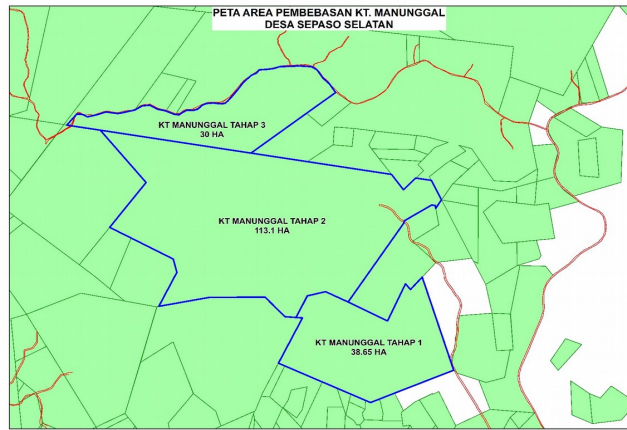 PETA AREA PEMBEBASAN KT. MANUNGGAL
DESA SEPASO SELATAN
KT MANUNGGAL TAHAP 3
30 HA
KT MANUNGGAL TAHAP 2
113.1 HA
KT MANUNGGAL TAHAP 1
38.65 HA